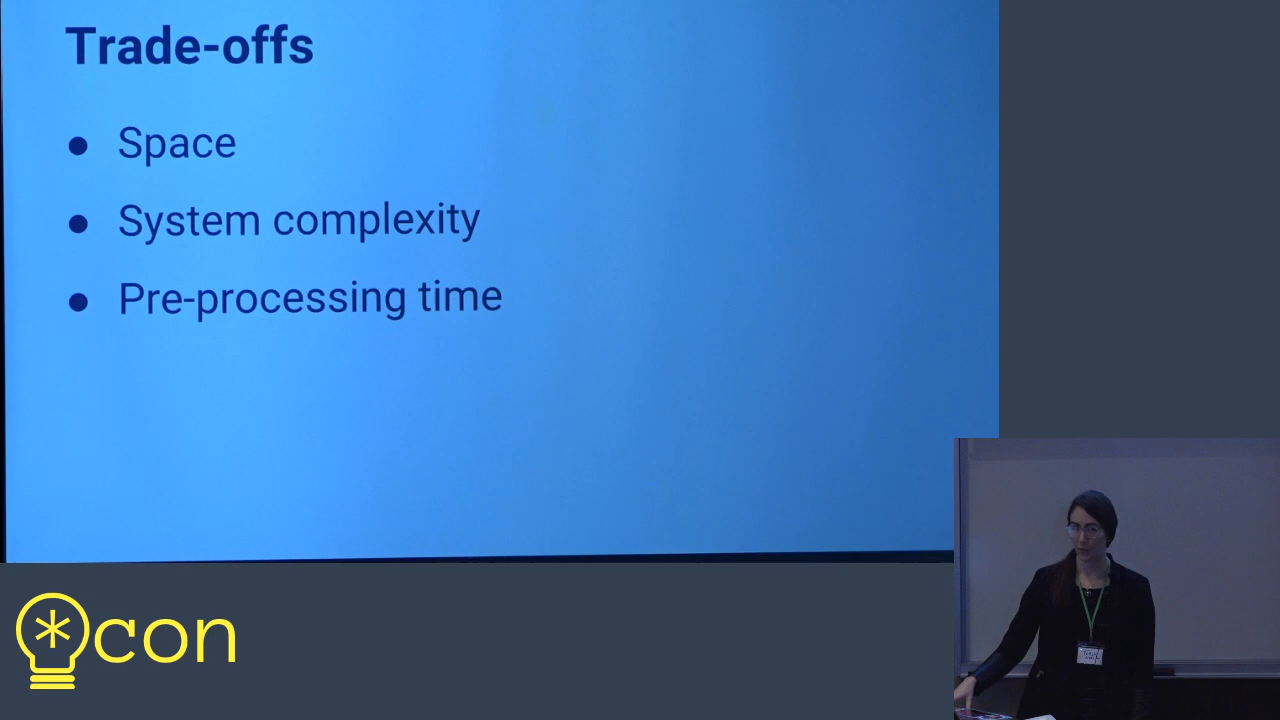 Trade-offs
● Space
● System complexity
● Pre-processing time
*con